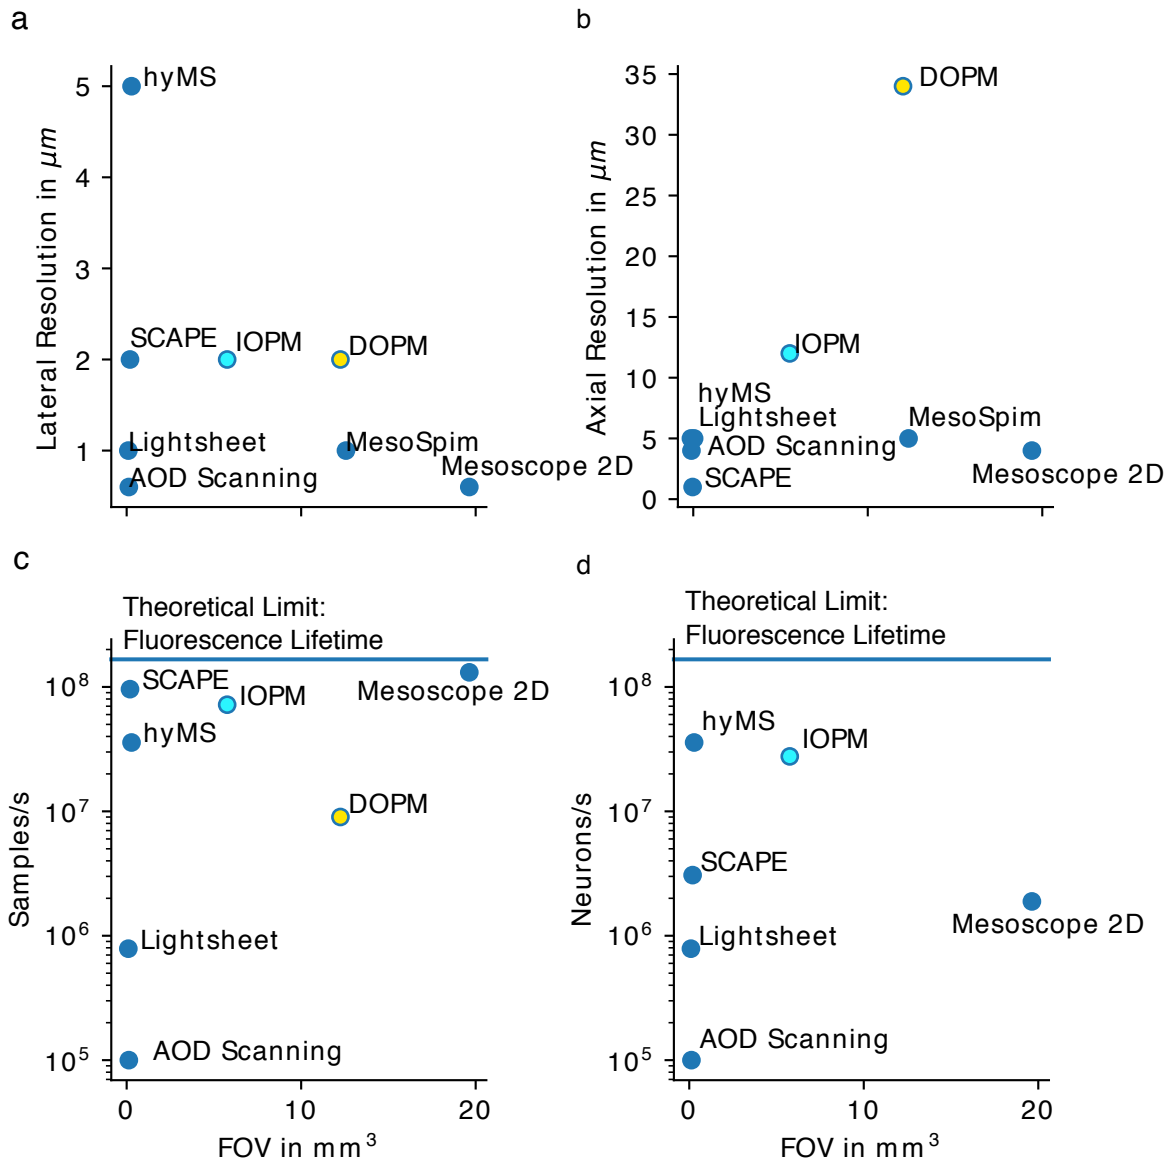 a
hyMS
5
4
3
2
1
Lateral Resolution in μm
SCAPE
IOPM
DOPM
Lightsheet
MesoSpim
AOD Scanning
Mesoscope 2D
b
35
30
25
20
15
10
5
0
Axial Resolution in μm
DOPM
IOPM
hyMS
Lightsheet
MesoSpim
AOD Scanning
SCAPE
Mesoscope 2D
c
Theoretical Limit:
Fluorescence Lifetime
10⁸
10⁷
10⁶
10⁵
Samples/s
SCAPE
IOPM
Mesoscope 2D
hyMS
DOPM
Lightsheet
AOD Scanning
0 10 20
FOV in mm³
d
Theoretical Limit:
Fluorescence Lifetime
10⁸
10⁷
10⁶
10⁵
Neurons/s
hyMS
IOPM
SCAPE
Mesoscope 2D
Lightsheet
AOD Scanning
0 10 20
FOV in mm³